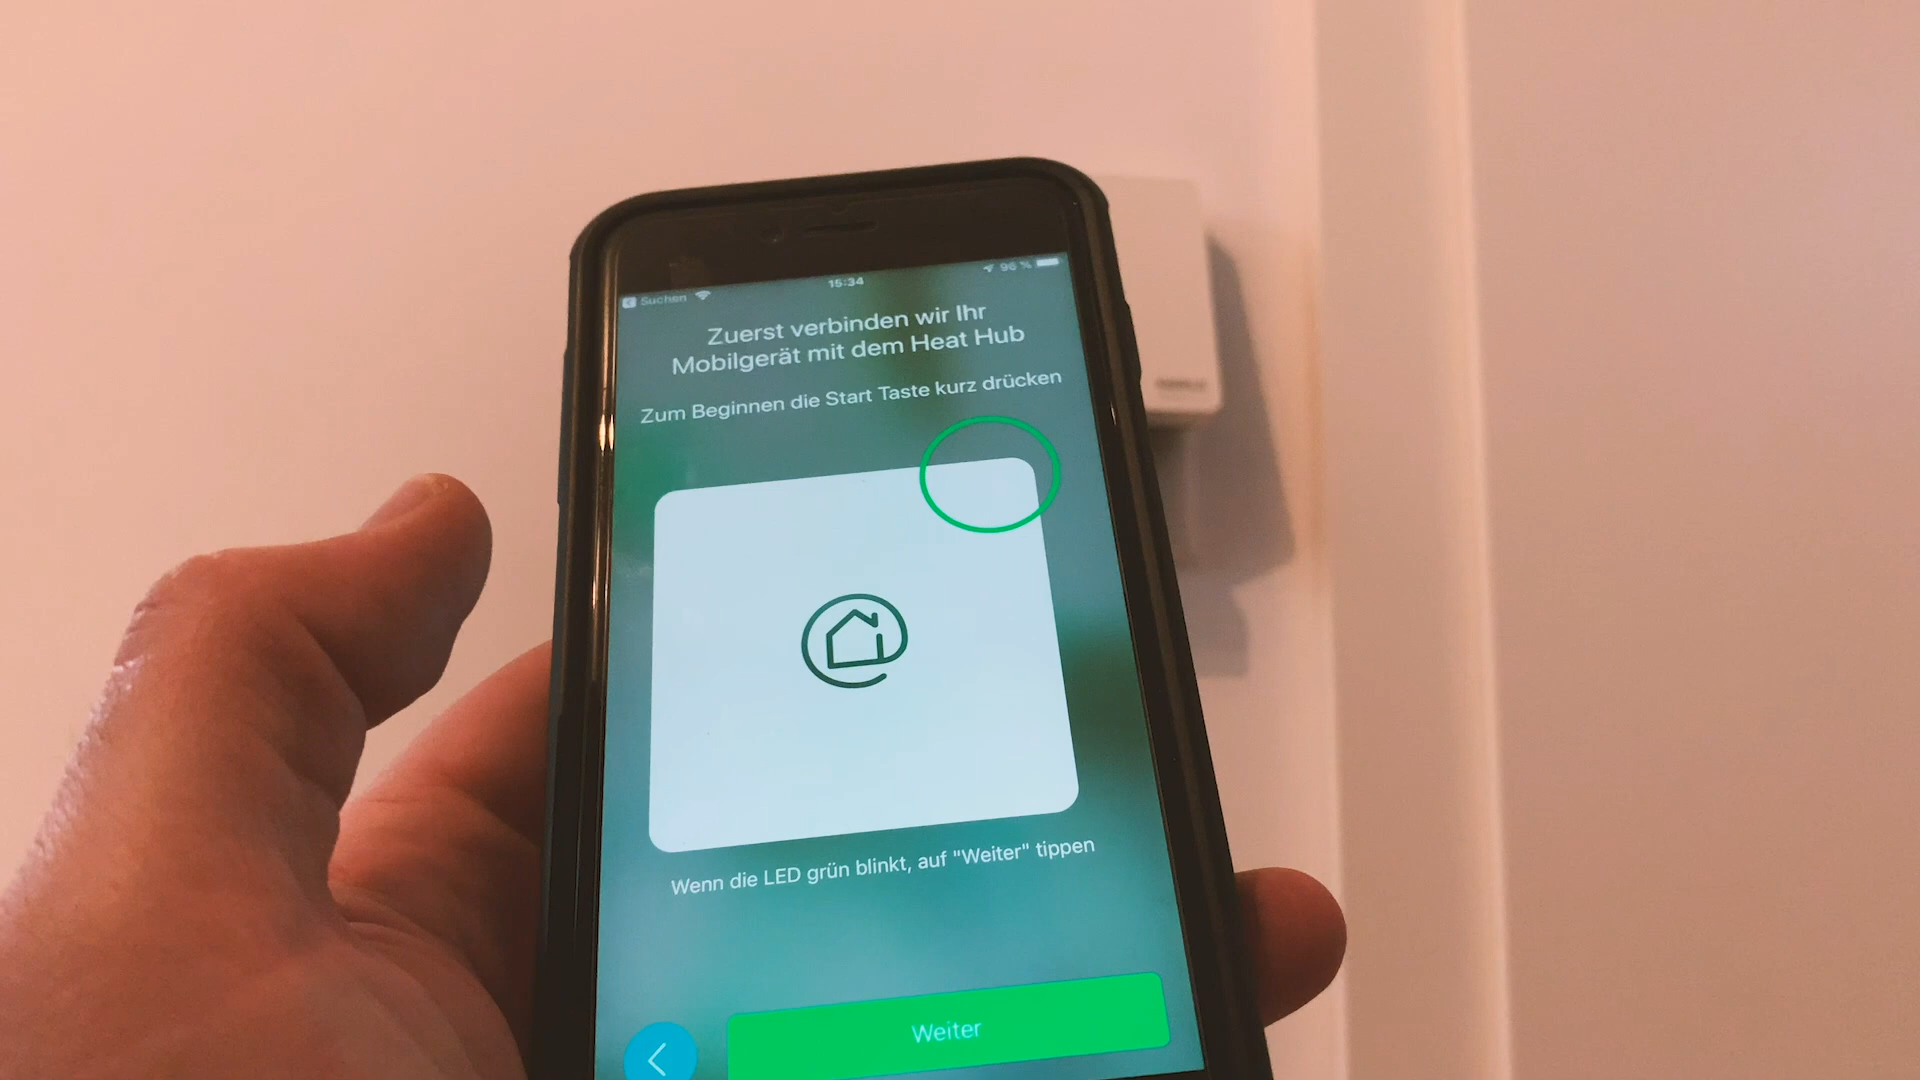 Suchen
15:34
96 %
Zuerst verbinden wir Ihr
Mobilgerät mit dem Heat Hub
Zum Beginnen die Start Taste kurz drücken
Wenn die LED grün blinkt, auf "Weiter" tippen
Weiter